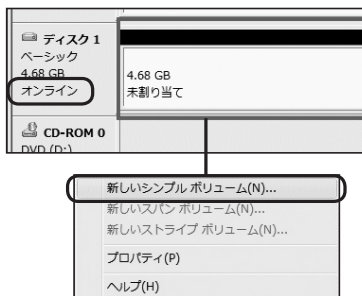 ディスク 1
ベーシック
4.68 GB
オンライン
4.68 GB
未割り当て
CD-ROM 0
DVD (D:)
新しいシンプル ボリューム(N)...
新しいスパン ボリューム(N)...
新しいストライプ ボリューム(N)...
プロパティ(P)
ヘルプ(H)